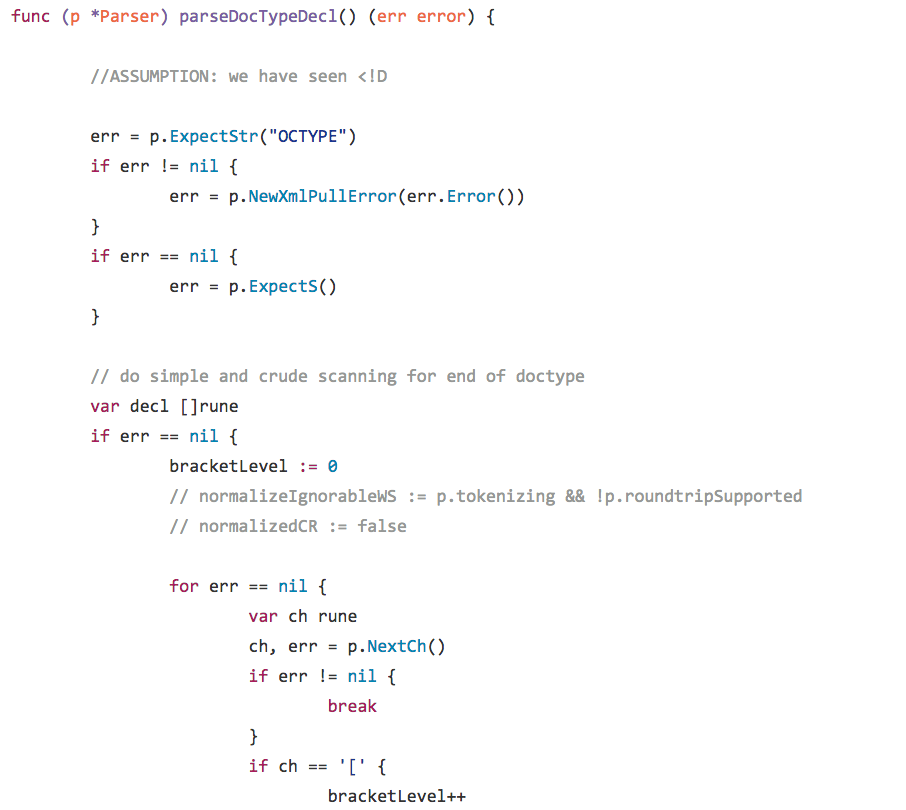 func (p *Parser) parseDocTypeDecl() (err error) {
//ASSUMPTION: we have seen <!D
err = p.ExpectStr("OCTYPE")
if err != nil {
err = p.NewXmlPullError(err.Error())
}
if err == nil {
err = p.ExpectS()
}
// do simple and crude scanning for end of doctype
var decl []rune
if err == nil {
bracketLevel := 0
// normalizeIgnorableWS := p.tokenizing && !p.roundtripSupported
// normalizedCR := false
for err == nil {
var ch rune
ch, err = p.NextCh()
if err != nil {
break
}
if ch == '[' {
bracketLevel++